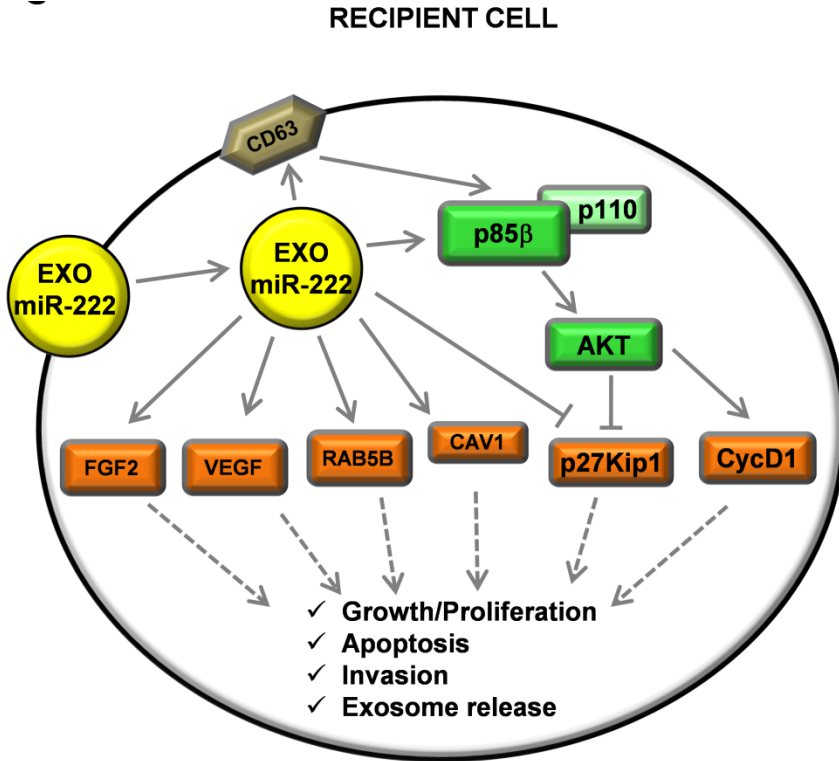 RECIPIENT CELL
CD63
p110
p85β
EXO
miR-222
EXO
miR-222
AKT
FGF2
VEGF
RAB5B
CAV1
p27Kip1
CycD1
✓ Growth/Proliferation
✓ Apoptosis
✓ Invasion
✓ Exosome release